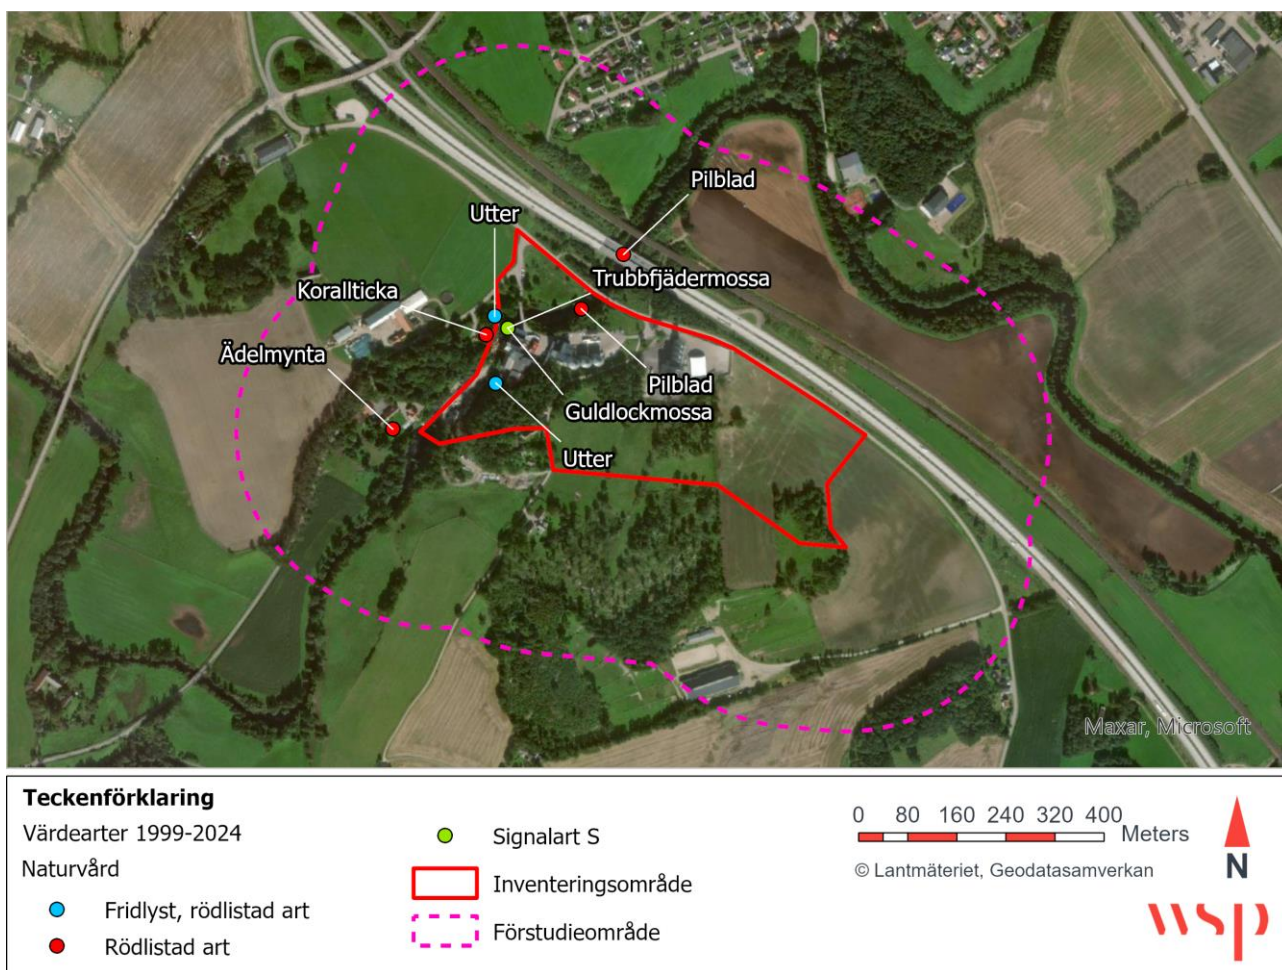 Pilblad
Utter
Trubbfjädermossa
Korallticka
Ädelmynta
Pilblad
Guldlockmossa
Utter
Maxar, Microsoft
Teckenförklaring
Värdearter 1999-2024
Naturvård
Fridlyst, rödlistad art
Rödlistad art
Signalart S
Inventeringsområde
Förstudieområde
0 80 160 240 320 400
Meters
© Lantmäteriet, Geodatasamverkan
N
wsp